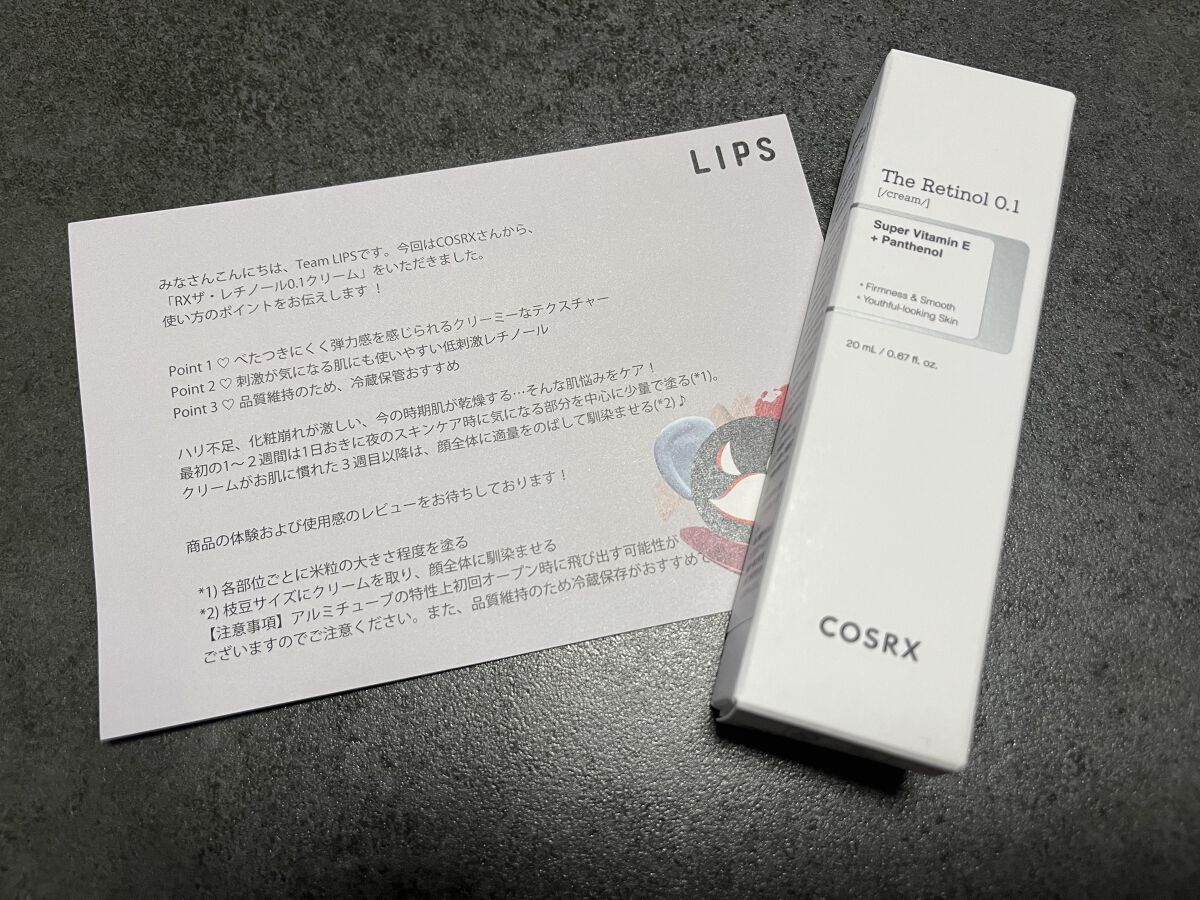 LIPS
みなさんこんにちは、Team LIPSです。今回はCOSRXさんから、
「RXザ・レチノール0.1クリーム」をいただきました。
使い方のポイントをお伝えします！
Point 1 ♡ べたつきにくく弾力感を感じられるクリーミーなテクスチャー
Point 2 ♡ 刺激が気になる肌にも使いやすい低刺激レチノール
Point 3 ♡ 品質維持のため、冷蔵保管おすすめ
ハリ不足、化粧崩れが激しい、今の時期肌が乾燥する…そんな肌悩みをケア！
最初の1〜２週間は1日おきに夜のスキンケア時に気になる部分を中心に少量で塗る(*1)。
クリームがお肌に慣れた３週目以降は、顔全体に適量をのばして馴染ませる(*2)♪
商品の体験および使用感のレビューをお待ちしております！
*1) 各部位ごとに米粒の大きさ程度を塗る
*2) 枝豆サイズにクリームを取り、顔全体に馴染ませる
【注意事項】アルミチューブの特性上初回オープン時に飛び出す可能性が
ございますのでご注意ください。また、品質維持のため冷蔵保存がおすすめで
The Retinol 0.1
[/cream/]
Super Vitamin E
+ Panthenol
• Firmness & Smooth
• Youthful-looking Skin
20 mL / 0.67 fl. oz.
COSRX